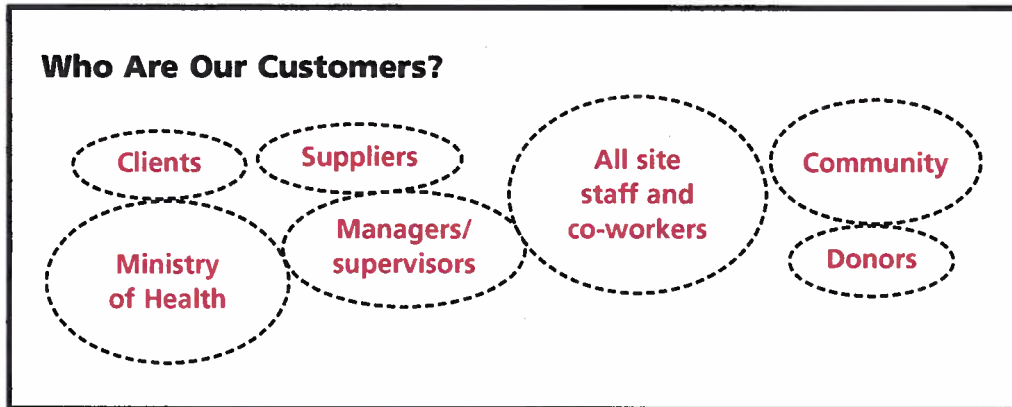 Who Are Our Customers?
Clients
Suppliers
All site
staff and
co-workers
Community
Ministry
of Health
Managers/
supervisors
Donors